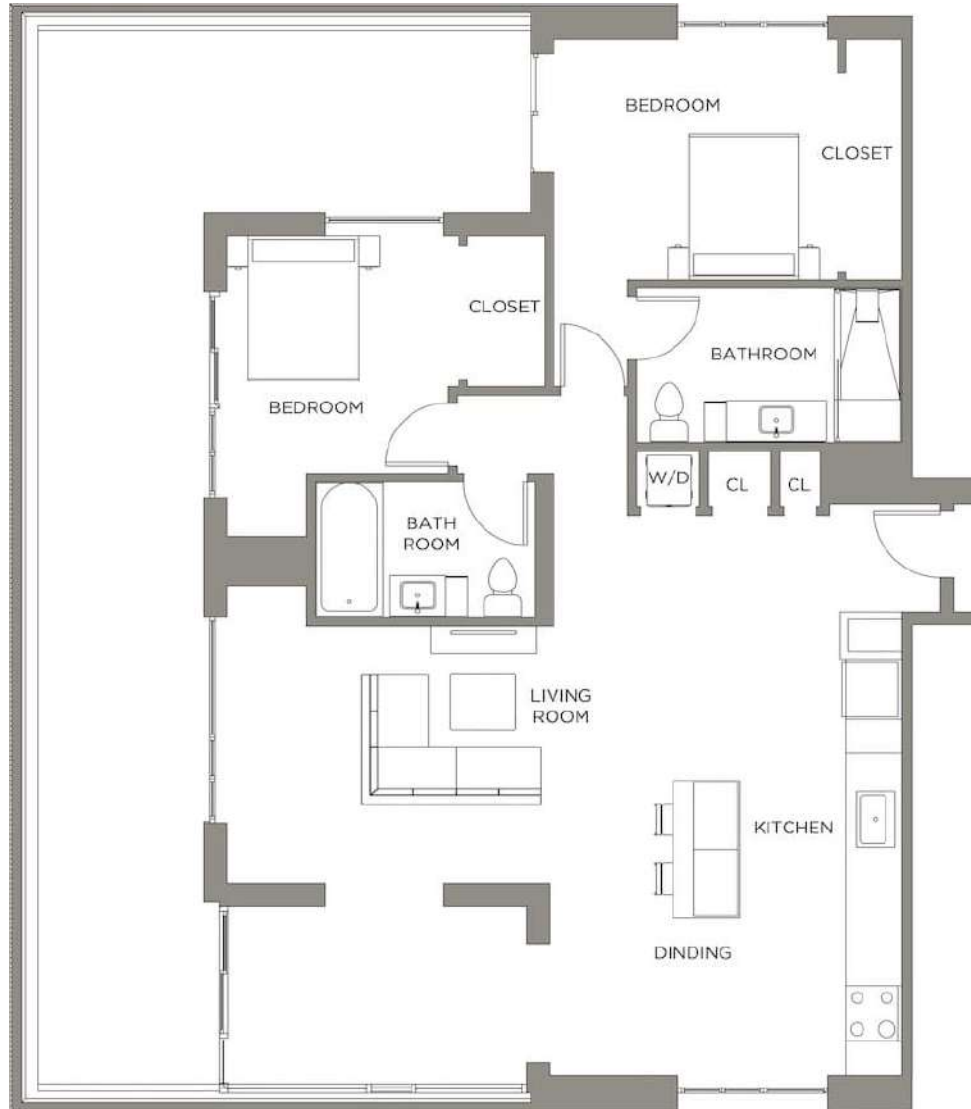 BEDROOM
CLOSET
CLOSET
BATHROOM
BEDROOM
W/D
CL
CL
BATH
ROOM
LIVING
ROOM
KITCHEN
DINDING